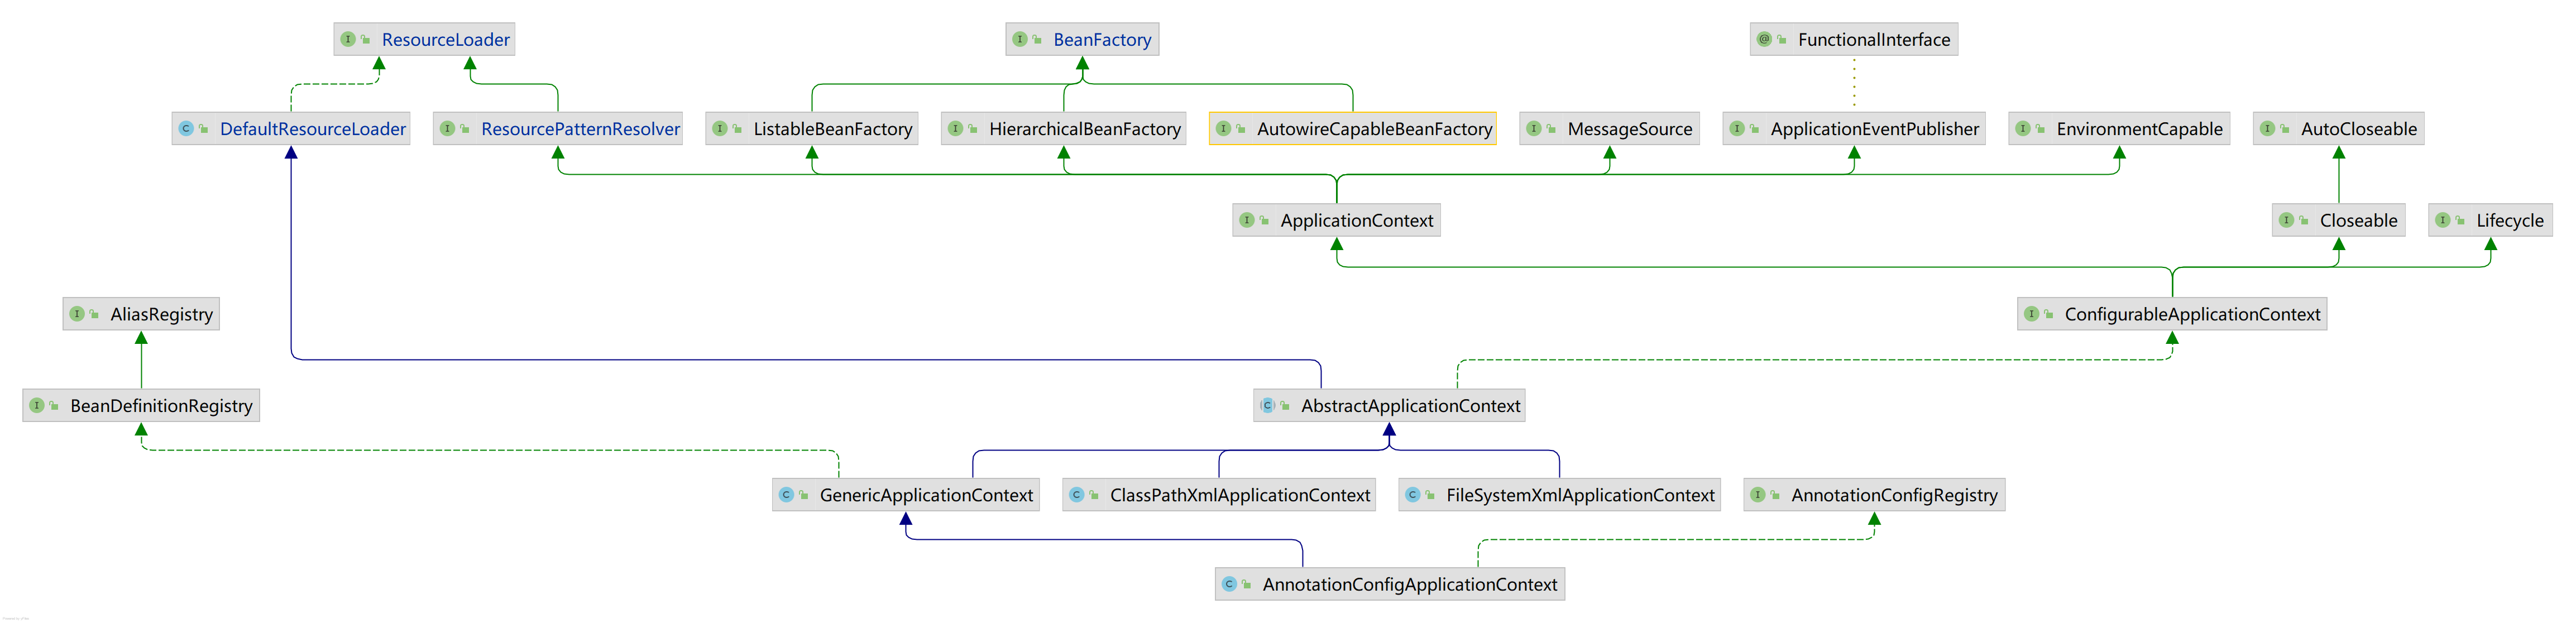 ResourceLoader
BeanFactory
FunctionalInterface
DefaultResourceLoader
ResourcePatternResolver
ListableBeanFactory
HierarchicalBeanFactory
AutowireCapableBeanFactory
MessageSource
ApplicationEventPublisher
EnvironmentCapable
AutoCloseable
ApplicationContext
Closeable
Lifecycle
AliasRegistry
ConfigurableApplicationContext
BeanDefinitionRegistry
AbstractApplicationContext
GenericApplicationContext
ClassPathXmlApplicationContext
FileSystemXmlApplicationContext
AnnotationConfigRegistry
AnnotationConfigApplicationContext